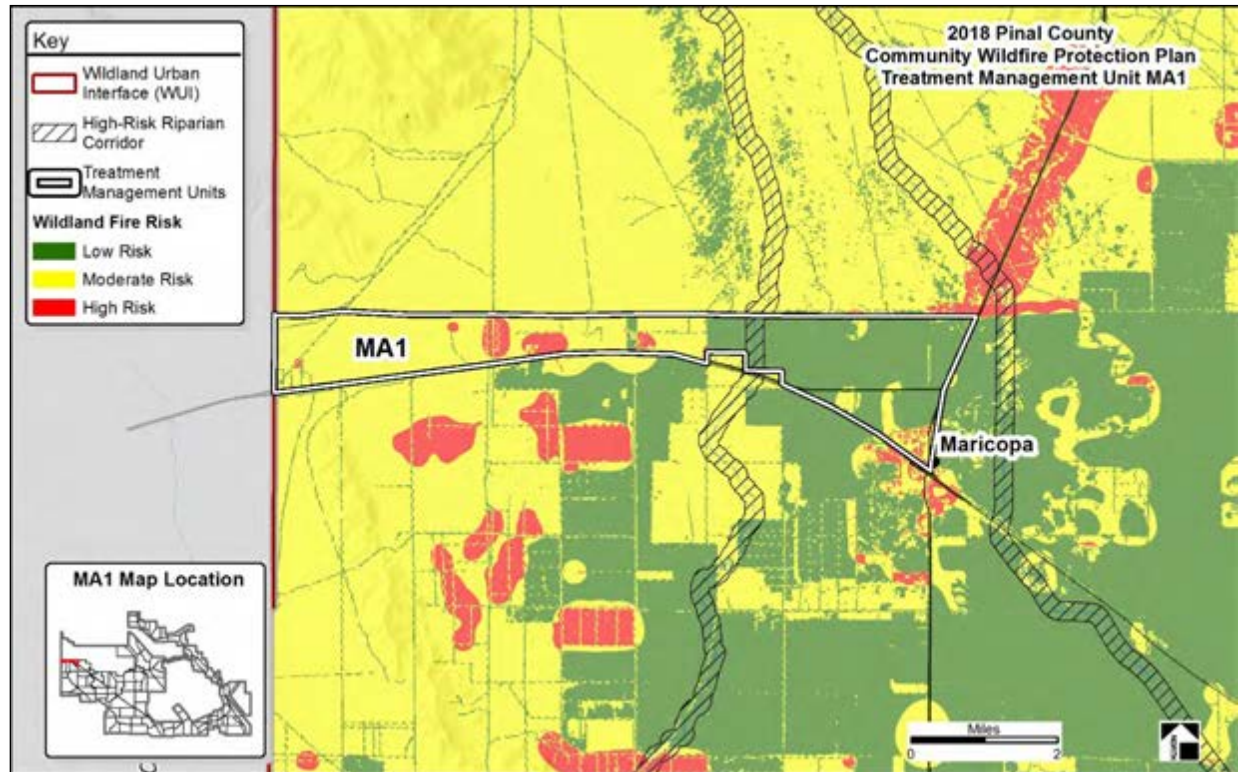 Key
Wildland Urban
Interface (WUI)
High-Risk Riparian
Corridor
Treatment
Management Units
Wildland Fire Risk
Low Risk
Moderate Risk
High Risk
2018 Pinal County
Community Wildfire Protection Plan
Treatment Management Unit MA1
MA1
Maricopa
MA1 Map Location
Miles
0 2